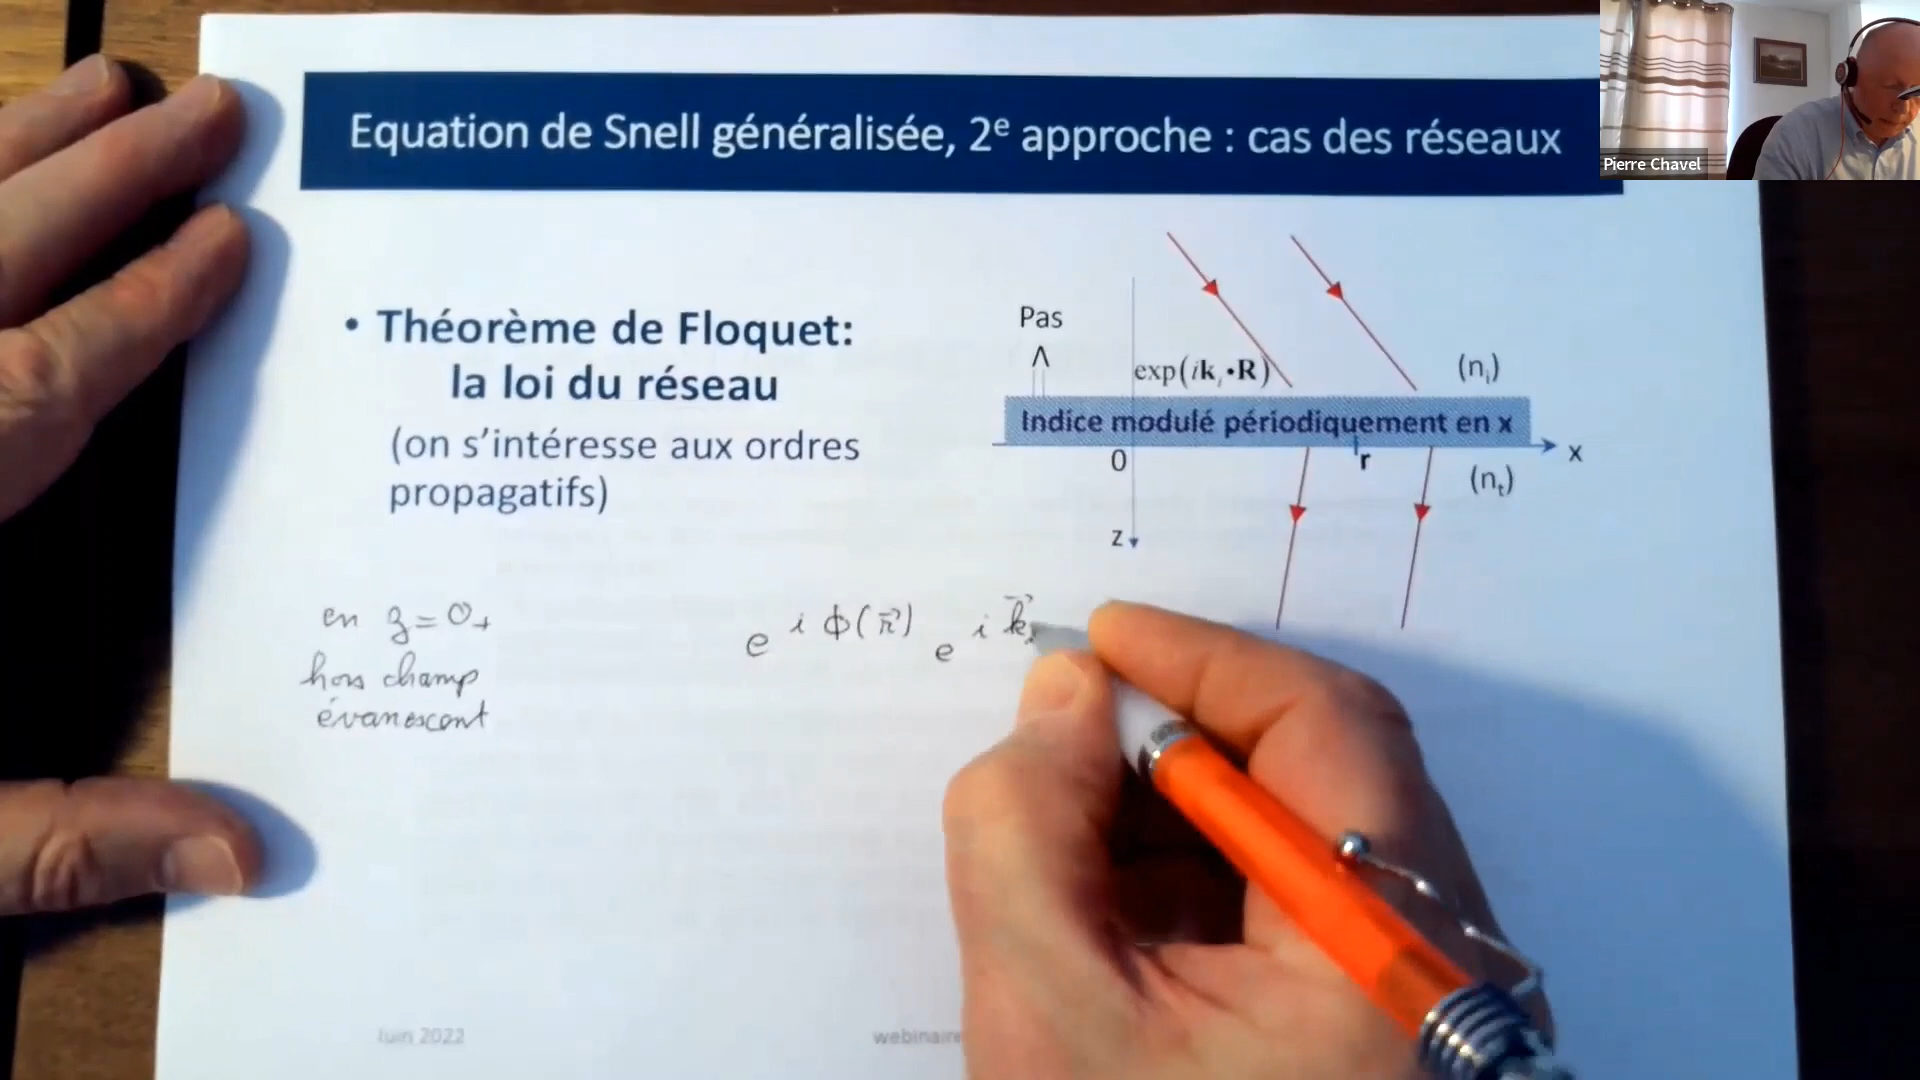 Equation de Snell généralisée, 2e approche : cas des réseaux
Pierre Chavel
• Théorème de Floquet:
la loi du réseau
(on s'intéresse aux ordres
propagatifs)
Pas
Λ
exp(ik_i•R)
(n_i)
Indice modulé périodiquement en x
0
r
x
(n_t)
z
en z=0+
hors champ
évanescent
e^{i ϕ(r⃗)} e^{i k⃗
Juin 2022
webinaire